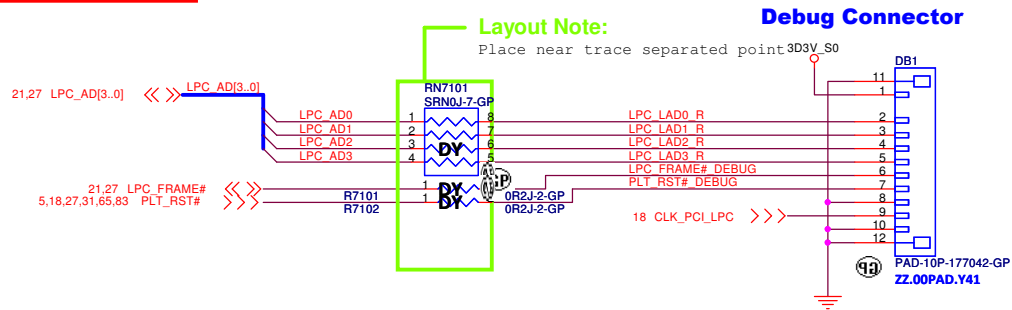 Debug Connector
Layout Note:
Place near trace separated point
3D3V_S0
DB1
11
1
RN7101
SRN0J-7-GP
21,27 LPC_AD[3..0]
LPC_AD[3..0]
LPC_AD0 1 8 LPC_LAD0_R 2
LPC_AD1 2 7 LPC_LAD1_R 3
LPC_AD2 3 6 LPC_LAD2_R 4
LPC_AD3 4 5 LPC_LAD3_R 5
DY
LPC_FRAME#_DEBUG 6
21,27 LPC_FRAME# 1 PLT_RST#_DEBUG 7
R7101 DY 0R2J-2-GP
5,18,27,31,65,83 PLT_RST# 1 8
R7102 DY 0R2J-2-GP
18 CLK_PCI_LPC 9
10
12
PAD-10P-177042-GP
ZZ.00PAD.Y41